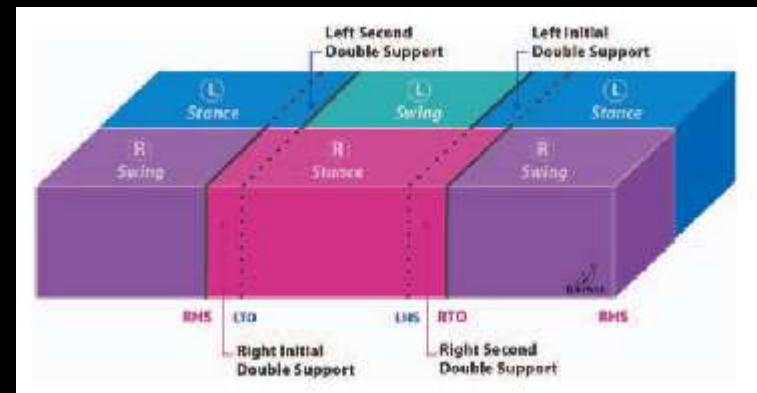 Left Second
Double Support
Left Initial
Double Support
L
Stance
L
Swing
L
Stance
R
Swing
R
Stance
R
Swing
RHS
LTO
LHS
RTO
RHS
Right Initial
Double Support
Right Second
Double Support